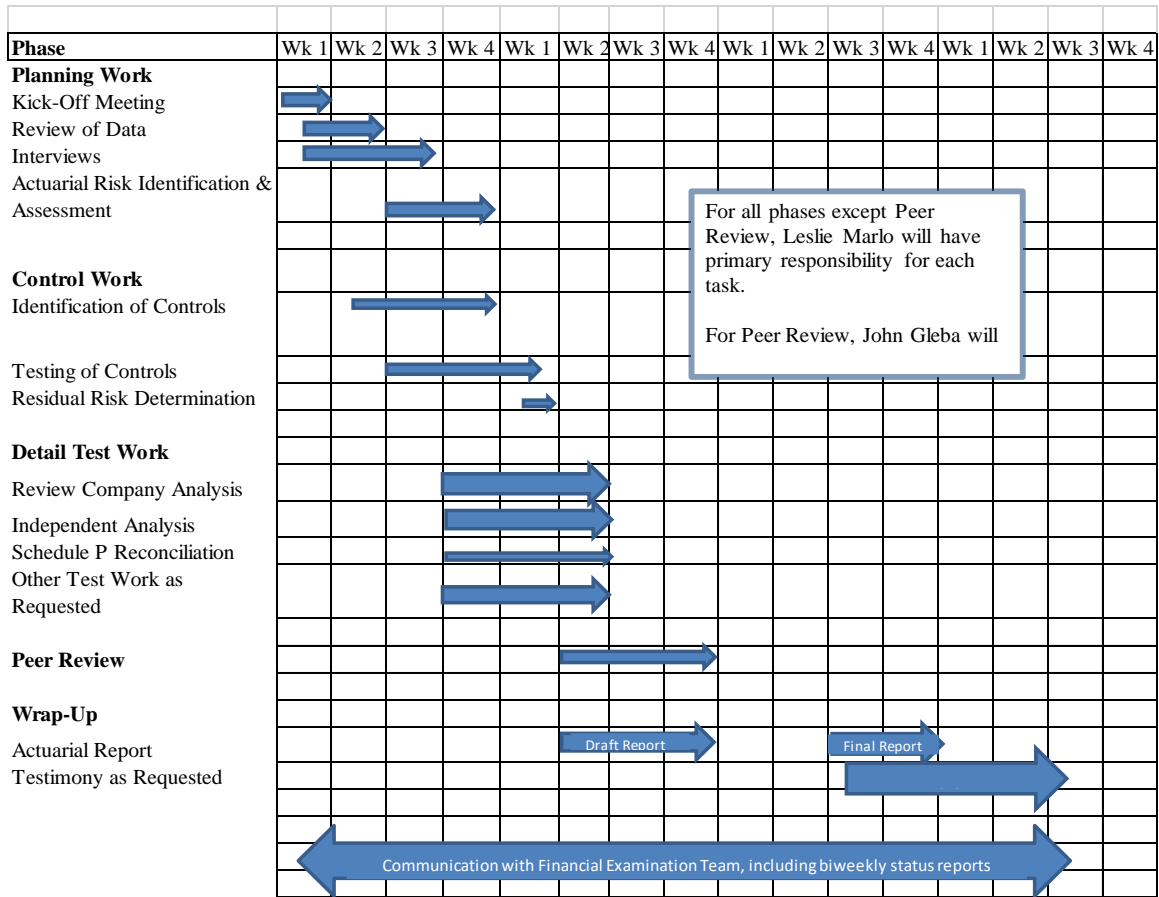 Phase Wk 1 Wk 2 Wk 3 Wk 4 Wk 1 Wk 2 Wk 3 Wk 4 Wk 1 Wk 2 Wk 3 Wk 4 Wk 1 Wk 2 Wk 3 Wk 4
Planning Work
Kick-Off Meeting
Review of Data
Interviews
Actuarial Risk Identification &
Assessment
For all phases except Peer
Review, Leslie Marlo will have
primary responsibility for each
task.
For Peer Review, John Gleba will
Control Work
Identification of Controls
Testing of Controls
Residual Risk Determination
Detail Test Work
Review Company Analysis
Independent Analysis
Schedule P Reconciliation
Other Test Work as
Requested
Peer Review
Wrap-Up
Actuarial Report
Draft Report
Final Report
Testimony as Requested
Communication with Financial Examination Team, including biweekly status reports